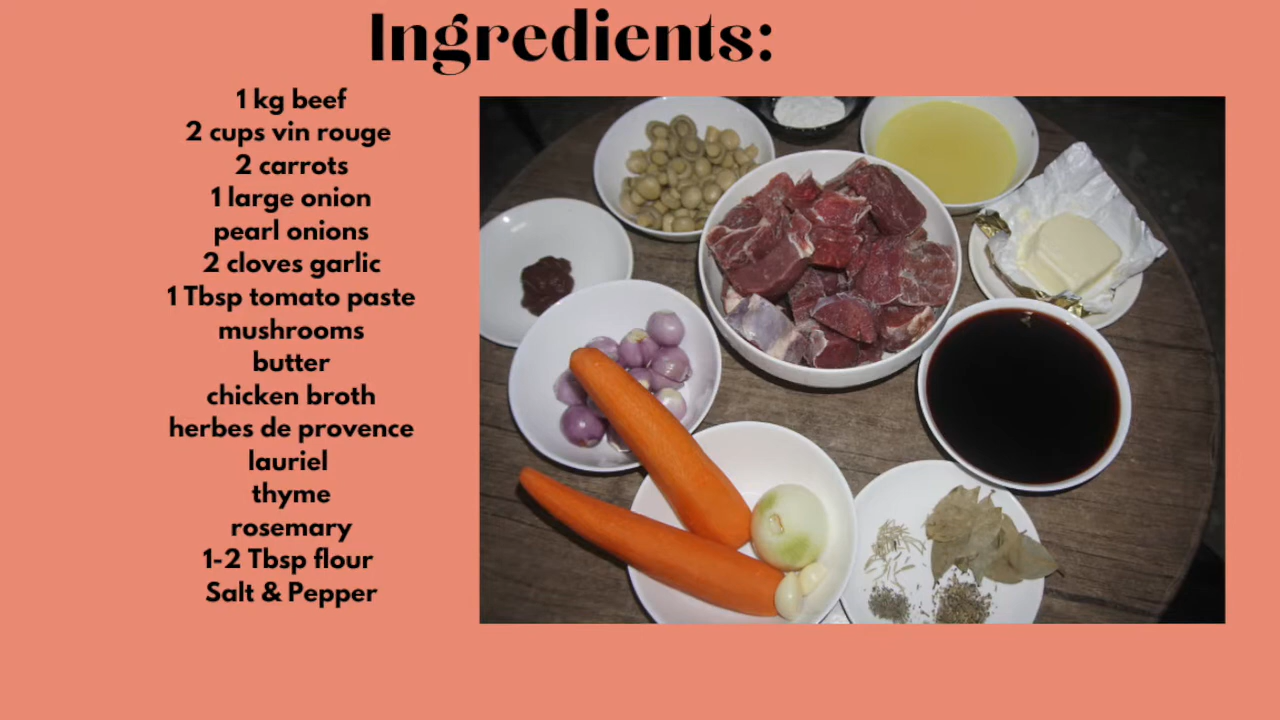 Ingredients:
1 kg beef
2 cups vin rouge
2 carrots
1 large onion
pearl onions
2 cloves garlic
1 Tbsp tomato paste
mushrooms
butter
chicken broth
herbes de provence
lauriel
thyme
rosemary
1-2 Tbsp flour
Salt & Pepper